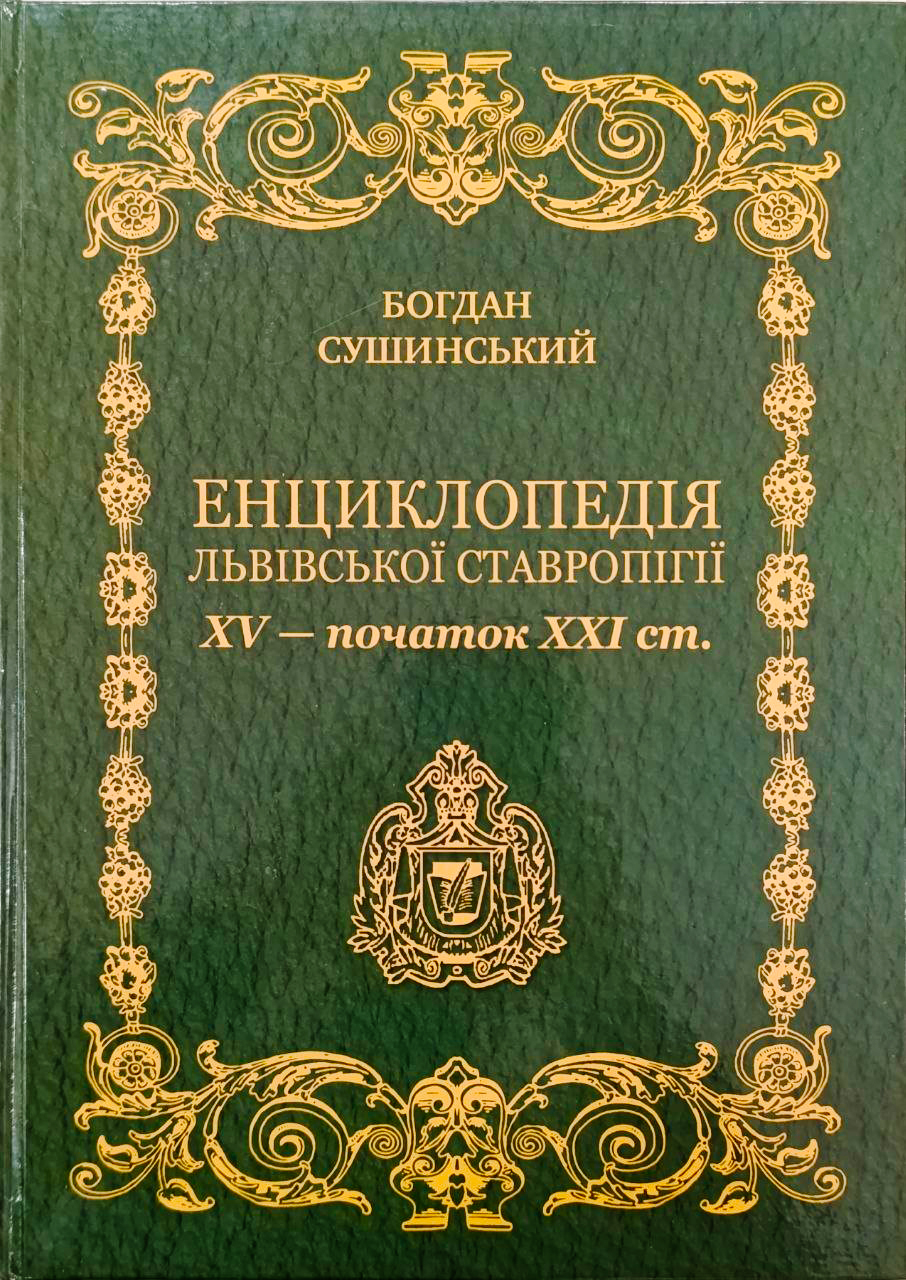 БОГДАН
СУШИНСЬКИЙ
ЕНЦИКЛОПЕДІЯ
ЛЬВІВСЬКОЇ СТАВРОПІГІЇ
XV — початок XXI ст.